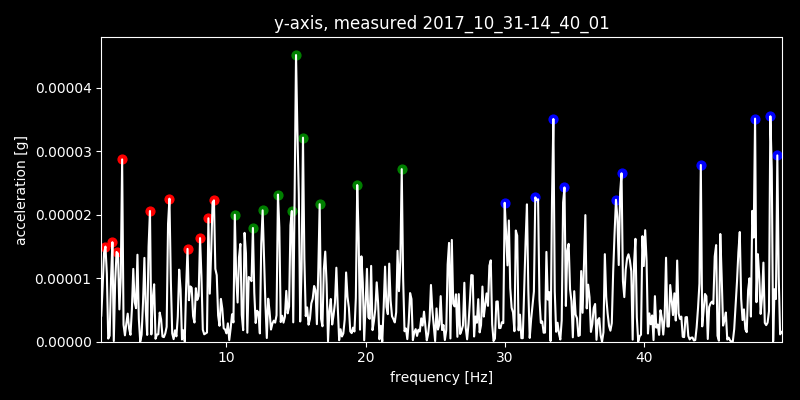 y-axis, measured 2017_10_31-14_40_01
acceleration [g]
0.00004
0.00003
0.00002
0.00001
0.00000
10 20 30 40
frequency [Hz]